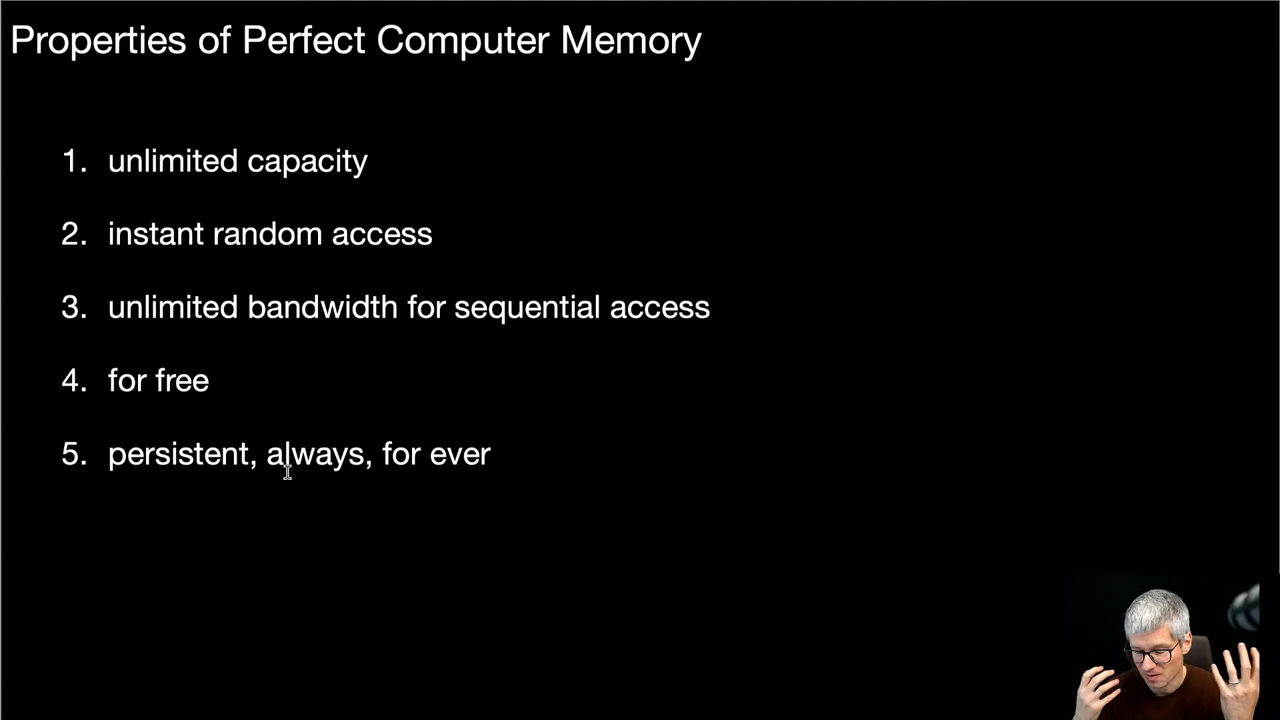 Properties of Perfect Computer Memory
1. unlimited capacity
2. instant random access
3. unlimited bandwidth for sequential access
4. for free
5. persistent, always, for ever